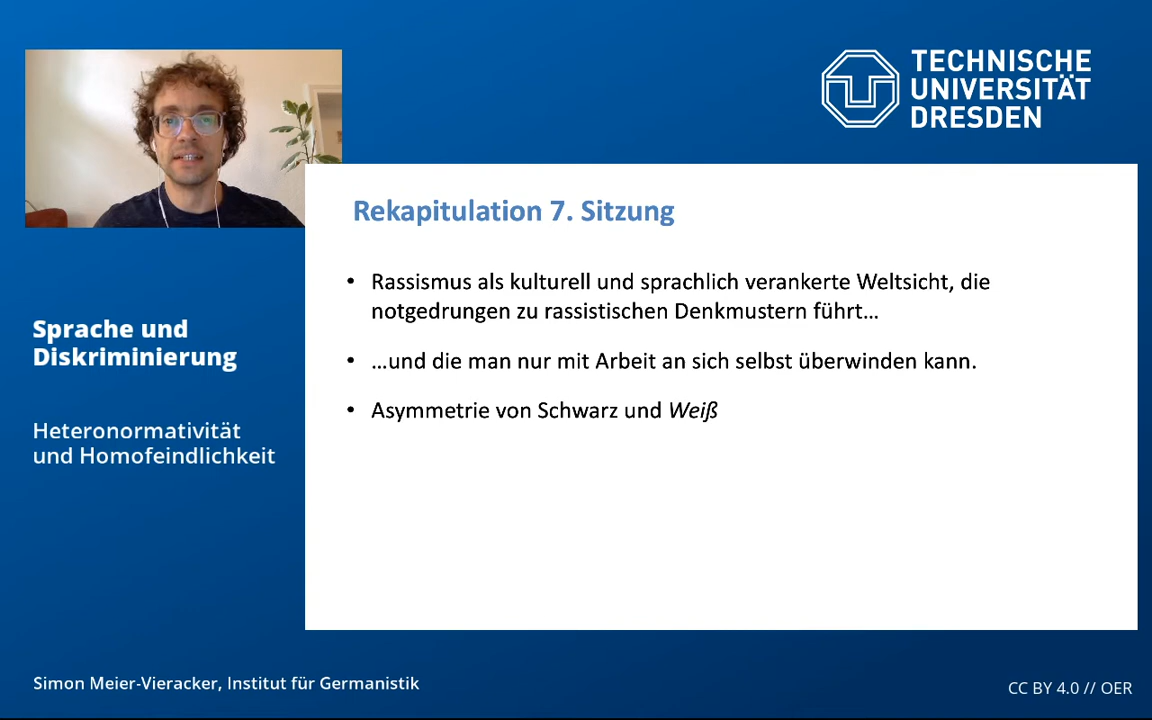 TECHNISCHE
UNIVERSITÄT
DRESDEN
Rekapitulation 7. Sitzung
• Rassismus als kulturell und sprachlich verankerte Weltsicht, die
notgedrungen zu rassistischen Denkmustern führt…
• …und die man nur mit Arbeit an sich selbst überwinden kann.
• Asymmetrie von Schwarz und Weiß
Sprache und
Diskriminierung
Heteronormativität
und Homofeindlichkeit
Simon Meier-Vieracker, Institut für Germanistik
CC BY 4.0 // OER